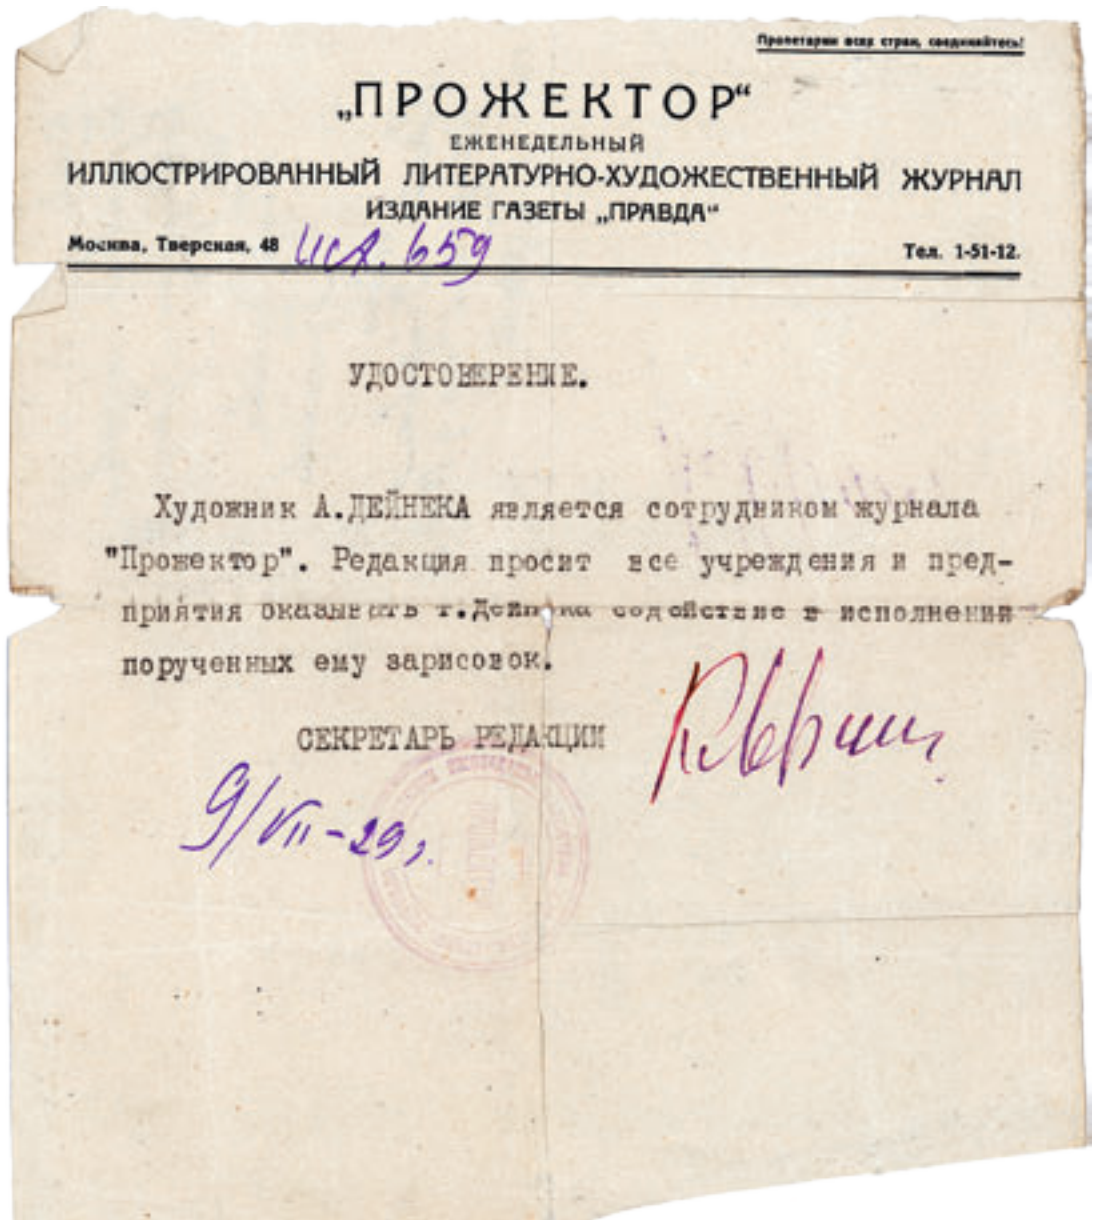 Пролетарии всех стран, соединяйтесь!
„ПРОЖЕКТОР“
ЕЖЕНЕДЕЛЬНЫЙ
ИЛЛЮСТРИРОВАННЫЙ ЛИТЕРАТУРНО-ХУДОЖЕСТВЕННЫЙ ЖУРНАЛ
ИЗДАНИЕ ГАЗЕТЫ „ПРАВДА“
Москва, Тверская, 48 исх. 659 Тел. 1-51-12.
УДОСТОВЕРЕНИЕ.
Художник А.ДЕЙНЕКА является сотрудником журнала
"Прожектор". Редакция просит все учреждения и пред-
приятия оказывать т.Дейнека содействие в исполнении
порученных ему зарисовок.
СЕКРЕТАРЬ РЕДАКЦИИ
9/VII-29г.